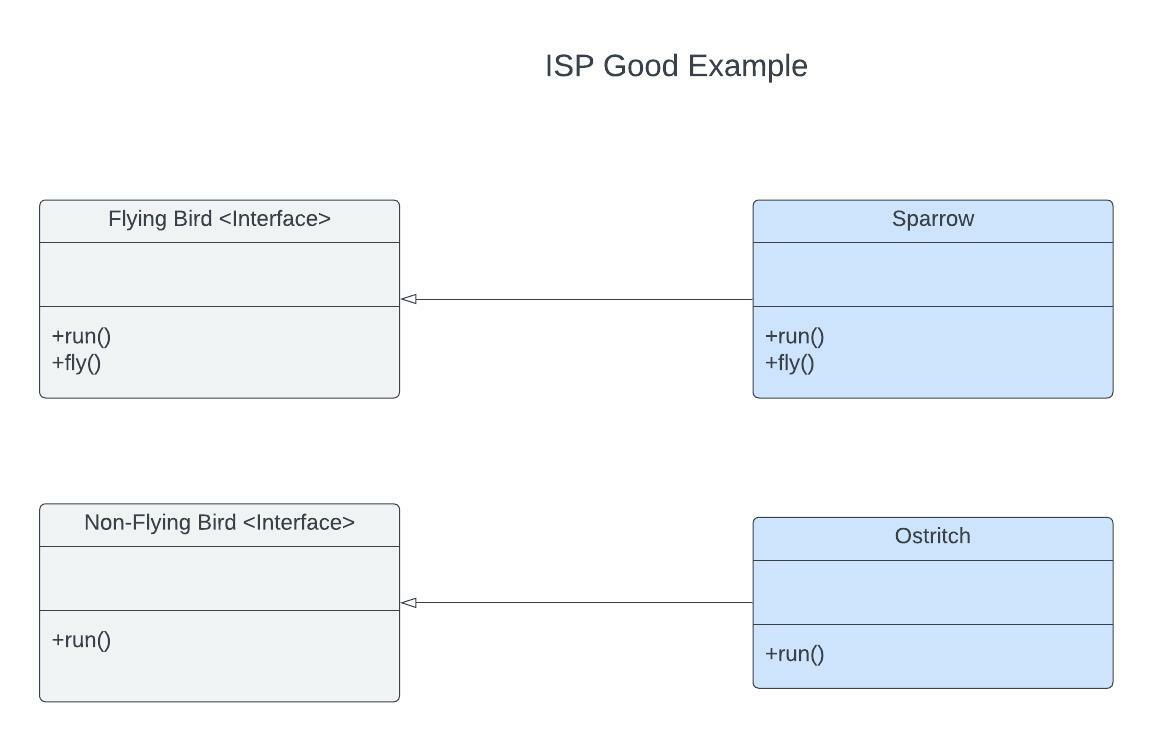 ISP Good Example
Flying Bird <Interface>
+run()
+fly()
Sparrow
+run()
+fly()
Non-Flying Bird <Interface>
+run()
Ostritch
+run()